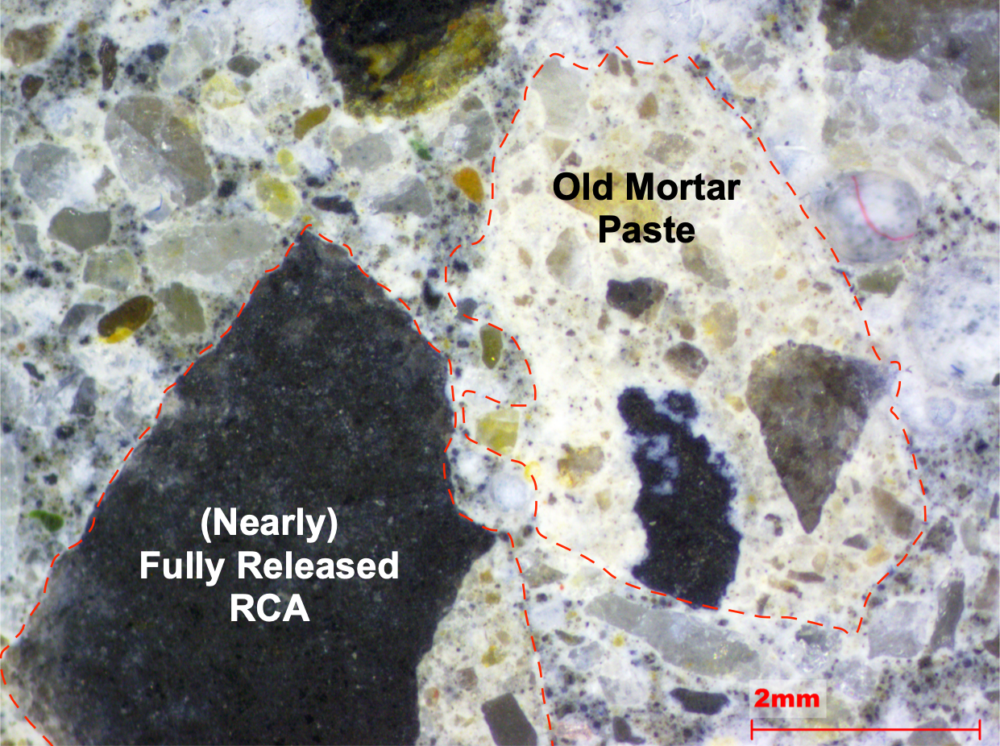 Old Mortar
Paste
(Nearly)
Fully Released
RCA
2mm